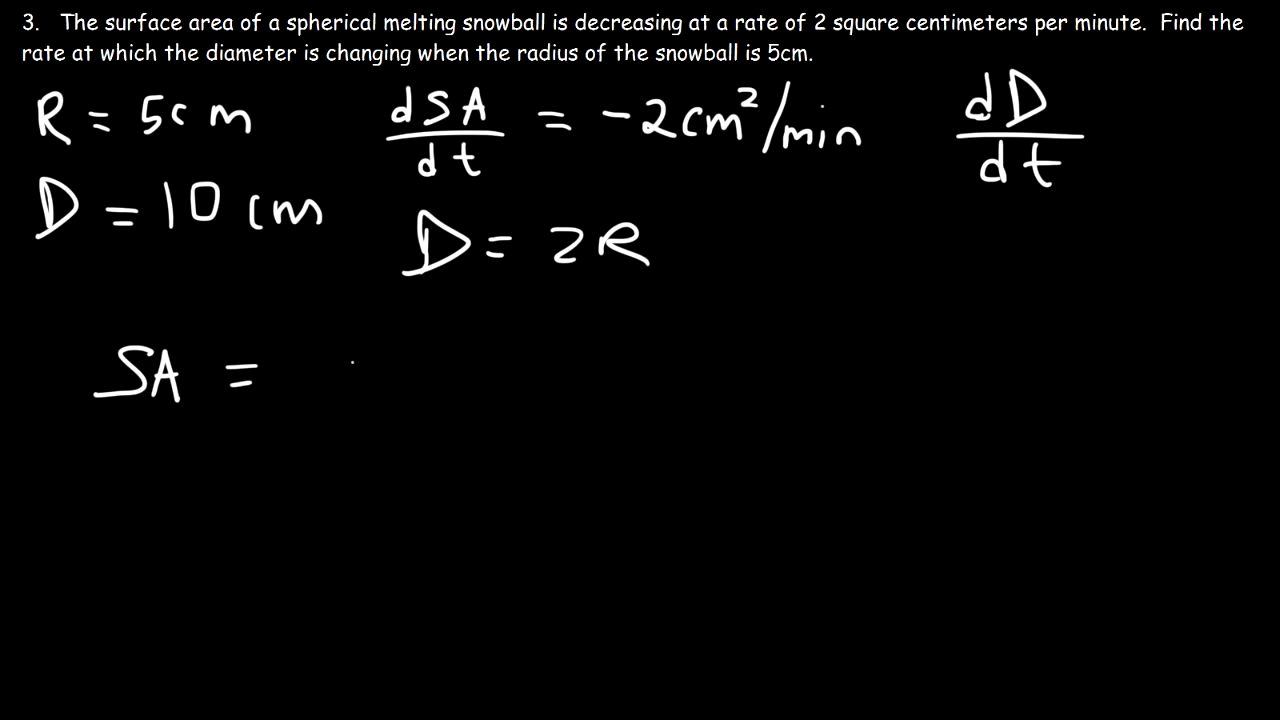 3. The surface area of a spherical melting snowball is decreasing at a rate of 2 square centimeters per minute. Find the
rate at which the diameter is changing when the radius of the snowball is 5cm.
R = 5cm dSA/dt = -2cm²/min dD/dt
D = 10 cm D = 2R
SA =